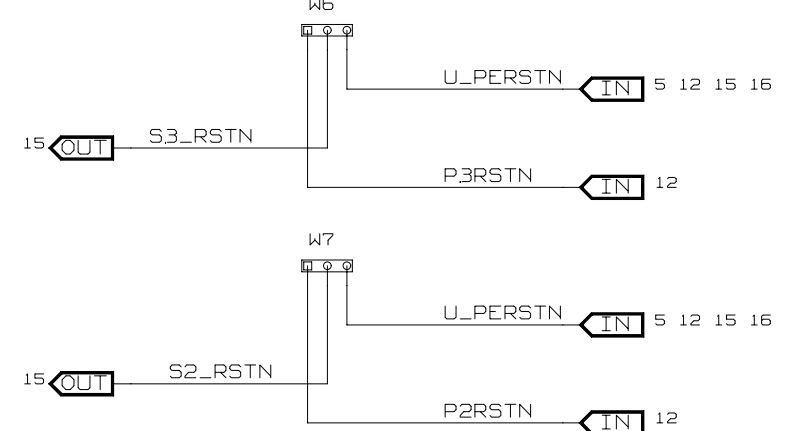 W6
U_PERSTN IN 5 12 15 16
15 OUT S3_RSTN
P3RSTN IN 12
W7
U_PERSTN IN 5 12 15 16
15 OUT S2_RSTN
P2RSTN IN 12